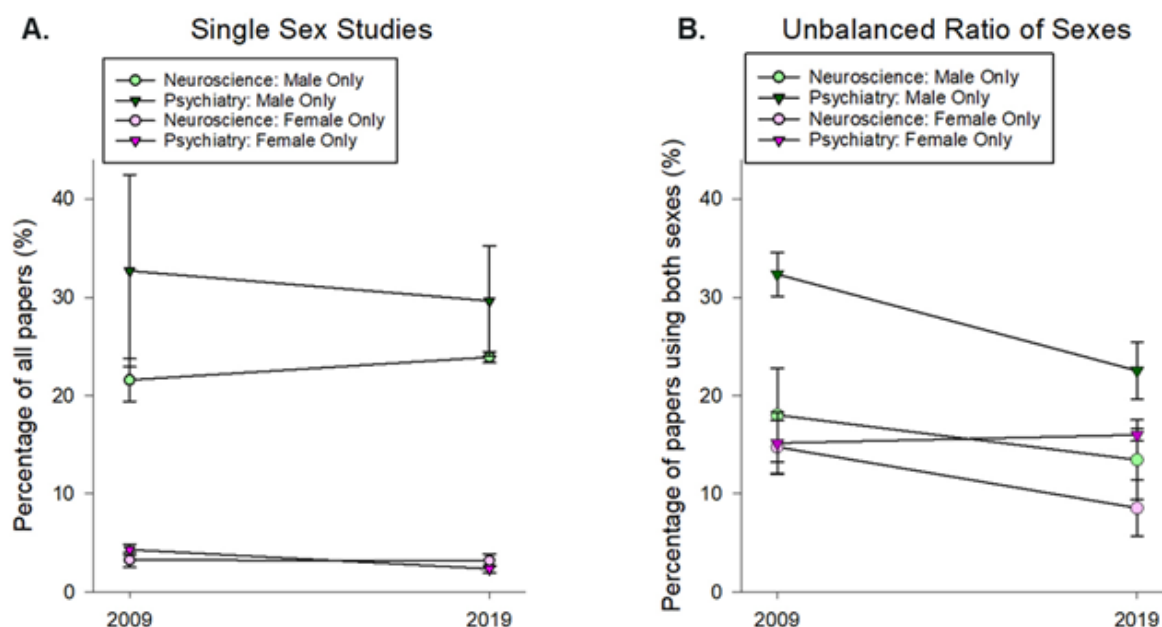 A. Single Sex Studies
Neuroscience: Male Only
Psychiatry: Male Only
Neuroscience: Female Only
Psychiatry: Female Only
Percentage of all papers (%)
40
30
20
10
0
2009 2019
B. Unbalanced Ratio of Sexes
Neuroscience: Male Only
Psychiatry: Male Only
Neuroscience: Female Only
Psychiatry: Female Only
Percentage of papers using both sexes (%)
40
30
20
10
0
2009 2019